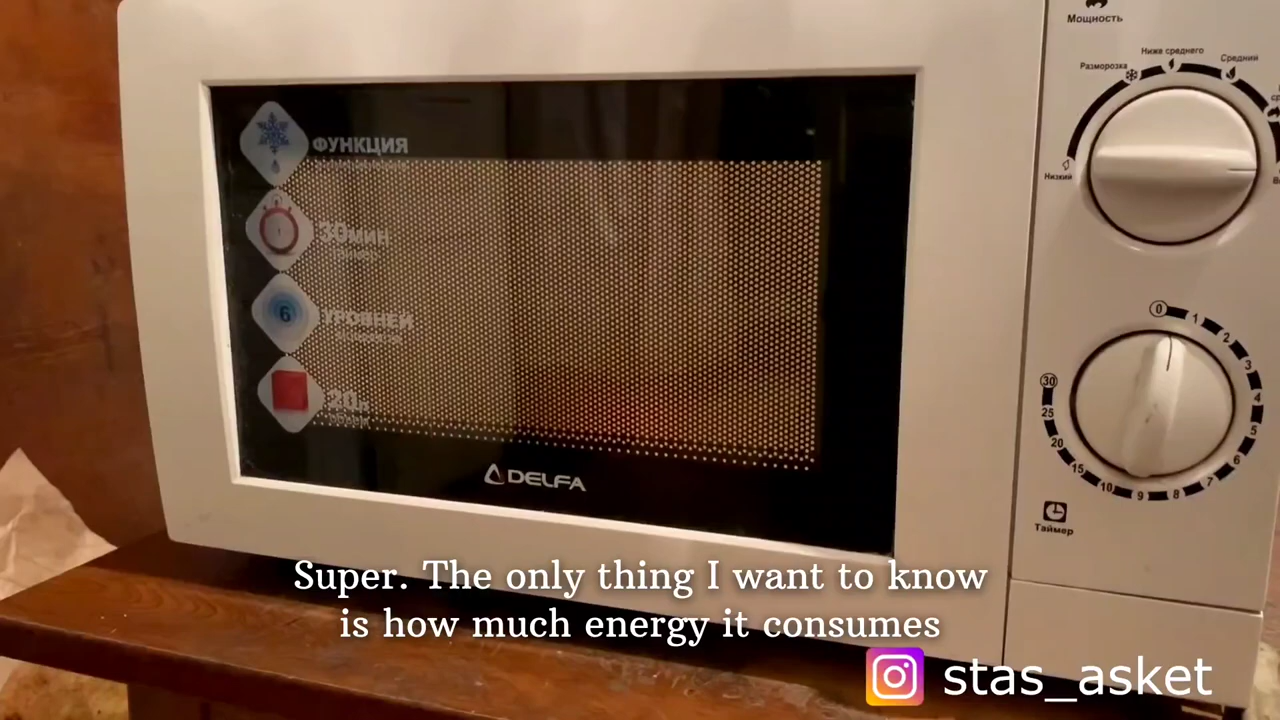 Мощность
Ниже среднего
Разморозка
Средний
Низкий
ФУНКЦИЯ
30мин
6
УРОВНЕЙ
20л
DELFA
0
1
2
3
4
5
6
7
8
9
10
15
20
25
30
Таймер
Super. The only thing I want to know
is how much energy it consumes
stas_asket